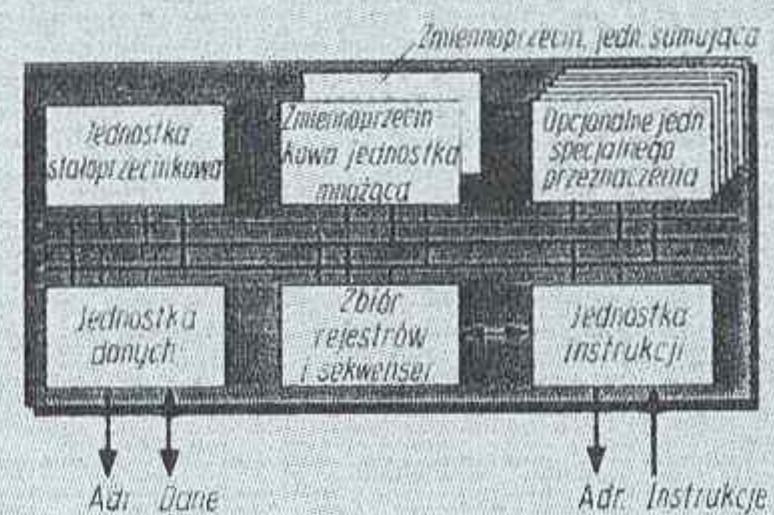 Zmiennoprzecin. jedn. sumująca
Jednostka
stałoprzecinkowa
Zmiennoprzecin-
kowa jednostka
mnożąca
Opcjonalne jedn.
specjalnego
przeznaczenia
Jednostka
danych
Zbiór
rejestrów
i sekwenser
Jednostka
instrukcji
Adr. Dane
Adr. Instrukcje